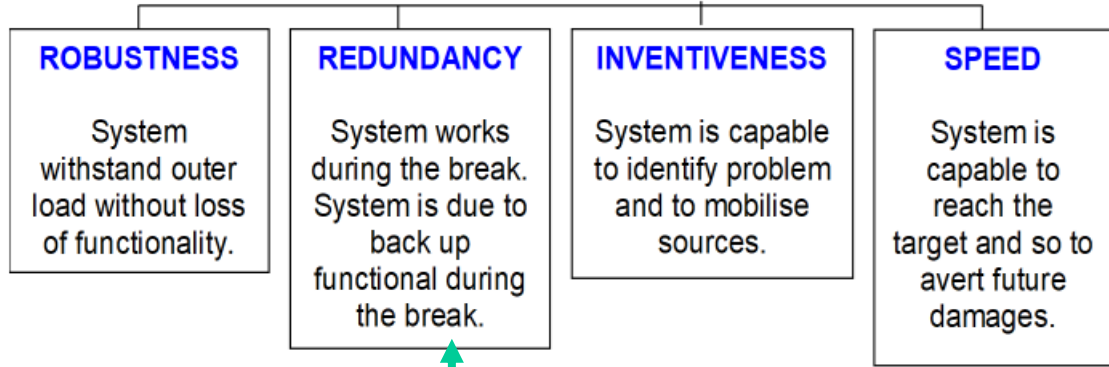 ROBUSTNESS
System
withstand outer
load without loss
of functionality.
REDUNDANCY
System works
during the break.
System is due to
back up
functional during
the break.
INVENTIVENESS
System is capable
to identify problem
and to mobilise
sources.
SPEED
System is
capable to
reach the
target and so to
avert future
damages.